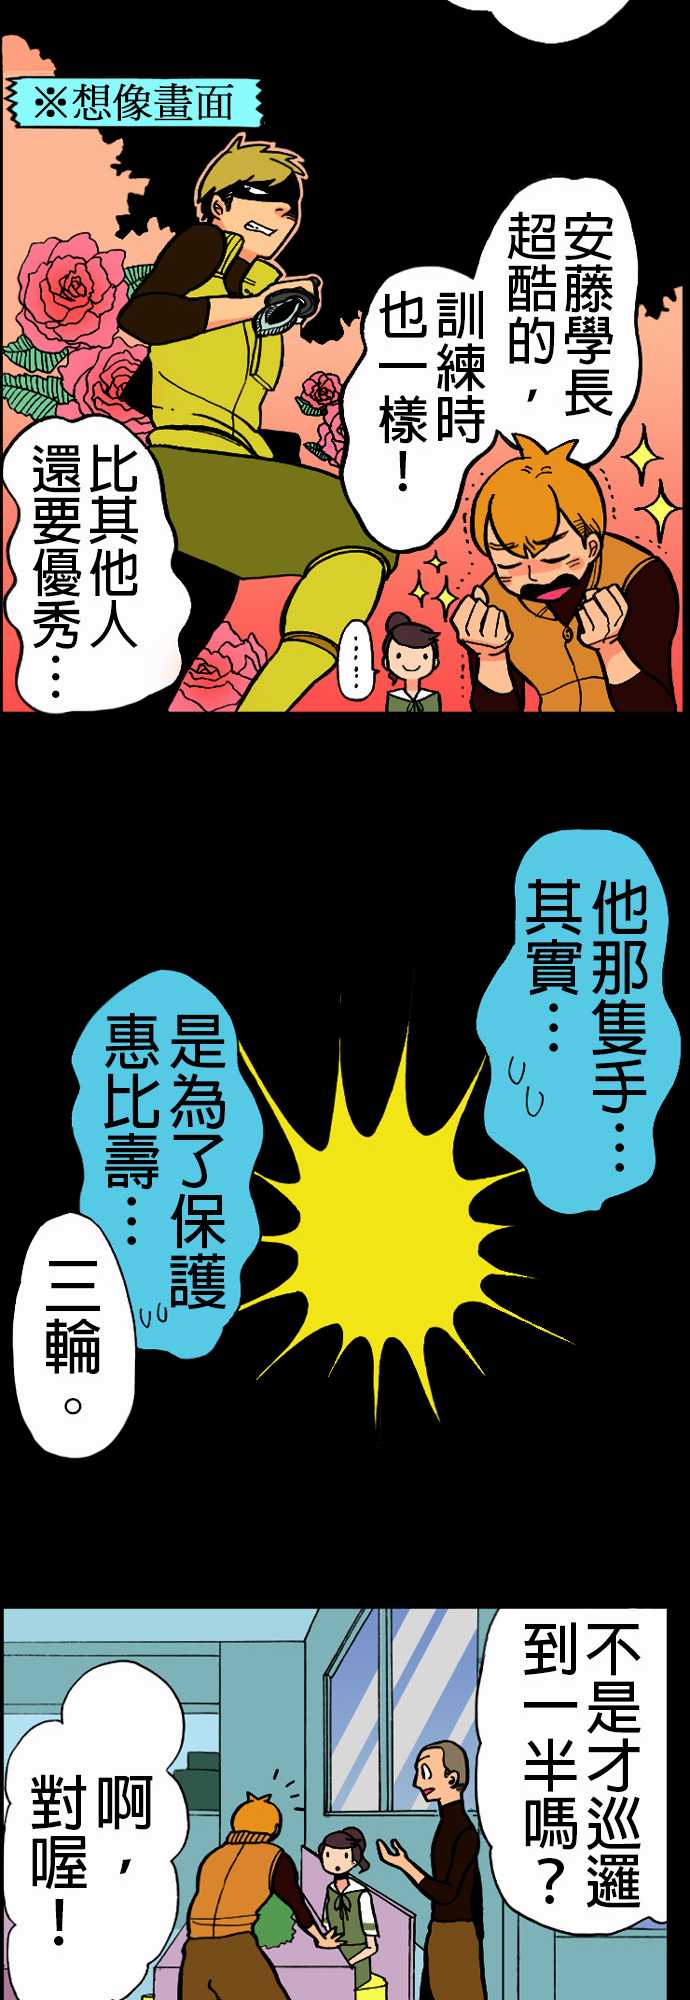 ※想像畫面
安藤學長
超酷的，
訓練時
也一樣！
比其他人
還要優秀…
……
他那隻手…
其實…
是為了保護
惠比壽…
三輪。
不是才巡邏
到一半嗎？
啊，
對喔！